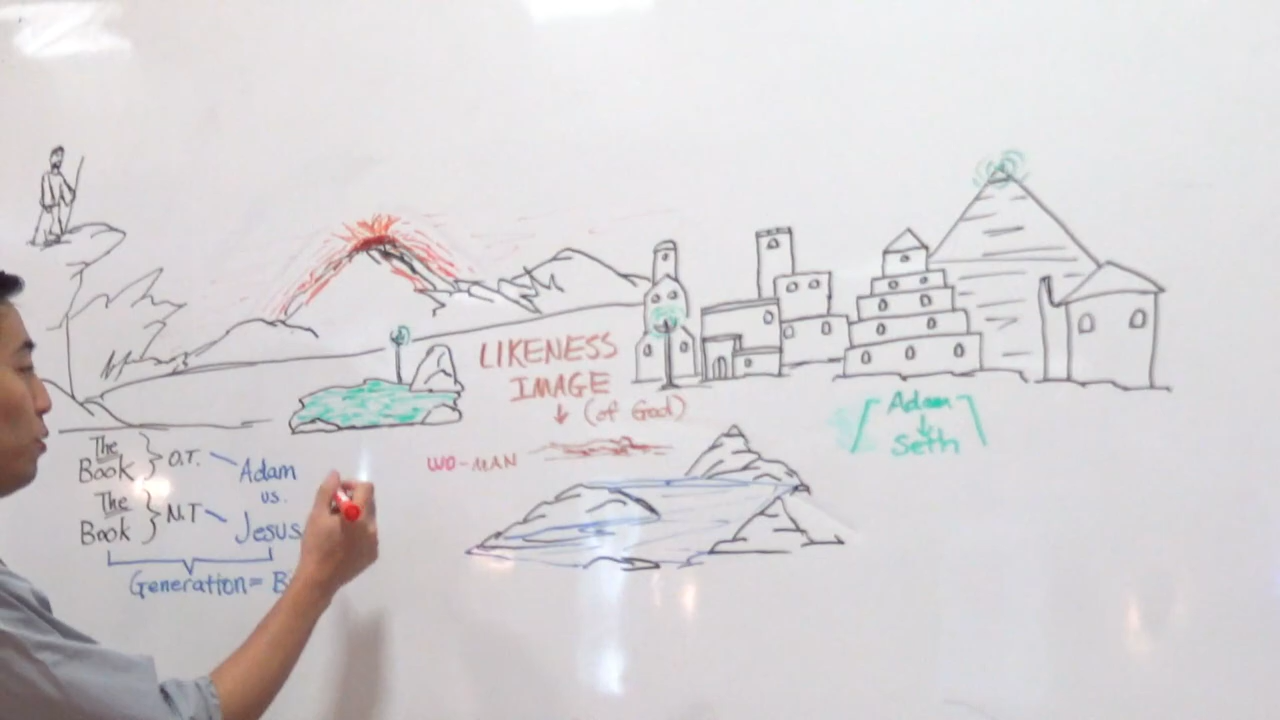 LIKENESS
IMAGE
(of God)
WO-MAN
Adam
Seth
The
Book
O.T.
The
Book
N.T
Adam
vs.
Jesus
Generation=